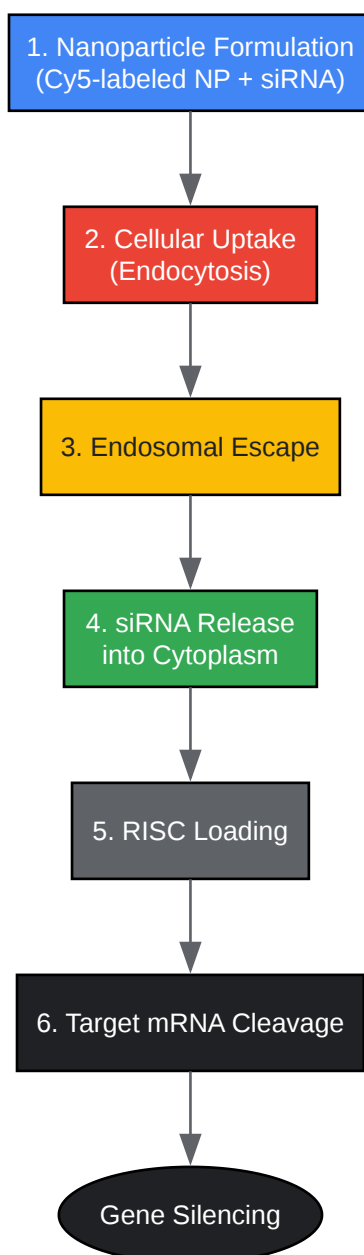 1. Nanoparticle Formulation
(Cy5-labeled NP + siRNA)
2. Cellular Uptake
(Endocytosis)
3. Endosomal Escape
4. siRNA Release
into Cytoplasm
5. RISC Loading
6. Target mRNA Cleavage
Gene Silencing